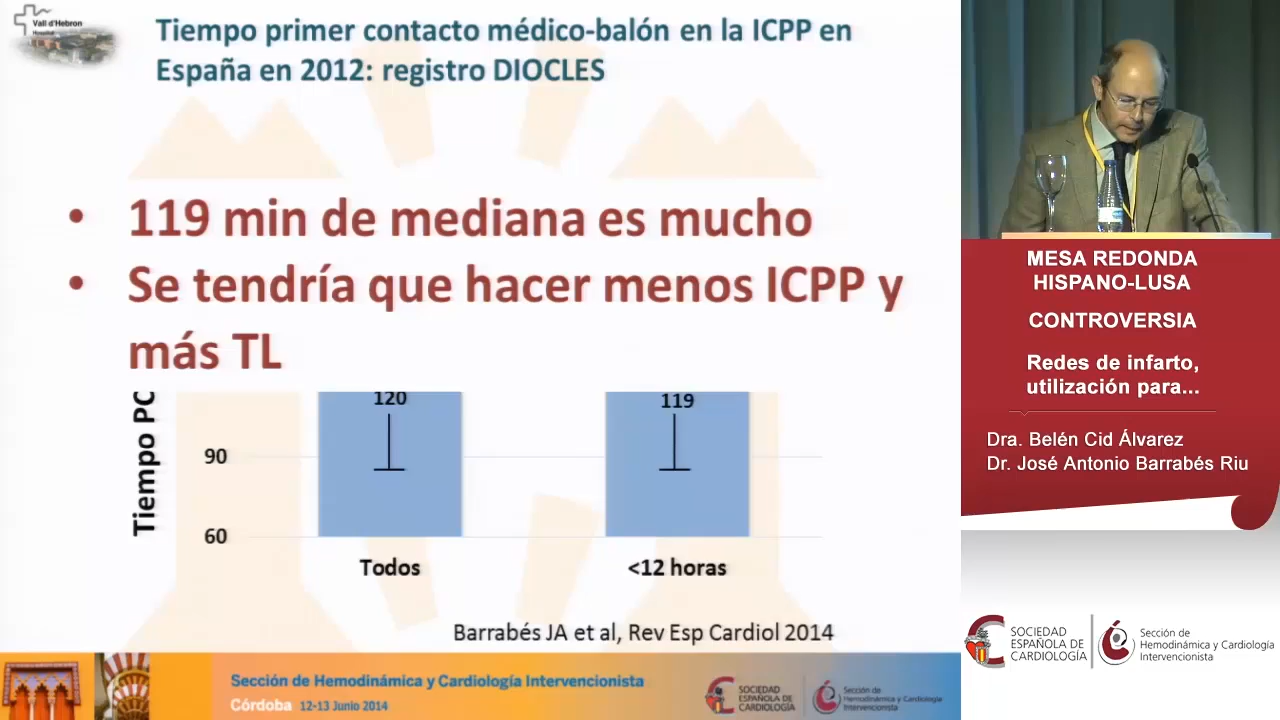 Vall d'Hebron
Hospital
Tiempo primer contacto médico-balón en la ICPP en
España en 2012: registro DIOCLES
• 119 min de mediana es mucho
• Se tendría que hacer menos ICPP y
más TL
Tiempo PC
120
119
90
60
Todos
<12 horas
Barrabés JA et al, Rev Esp Cardiol 2014
Sección de Hemodinámica y Cardiología Intervencionista
Córdoba 12-13 Junio 2014
SOCIEDAD
ESPAÑOLA DE
CARDIOLOGÍA
Sección de
Hemodinámica y Cardiología
Intervencionista
MESA REDONDA
HISPANO-LUSA
CONTROVERSIA
Redes de infarto,
utilización para...
Dra. Belén Cid Álvarez
Dr. José Antonio Barrabés Riu
SOCIEDAD
ESPAÑOLA DE
CARDIOLOGÍA
Sección de
Hemodinámica y Cardiología
Intervencionista